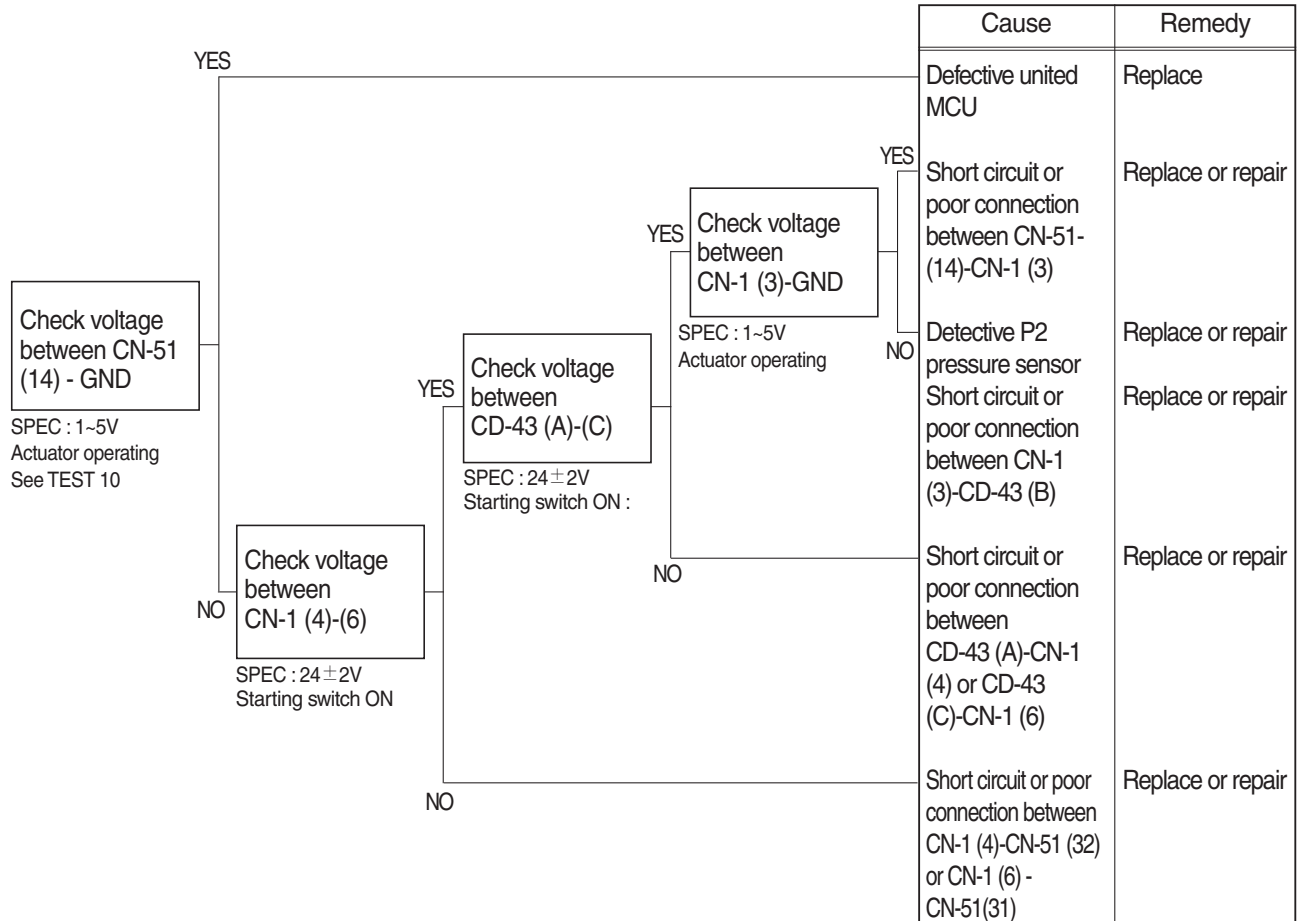 Cause
Remedy
YES
Defective united
MCU
Replace
YES
Short circuit or
poor connection
between CN-51-
(14)-CN-1 (3)
Replace or repair
YES
Check voltage
between
CN-1 (3)-GND
SPEC : 1~5V
Actuator operating
NO
Detective P2
pressure sensor
Replace or repair
Short circuit or
poor connection
between CN-1
(3)-CD-43 (B)
Replace or repair
Check voltage
between CN-51
(14) - GND
SPEC : 1~5V
Actuator operating
See TEST 10
YES
Check voltage
between
CD-43 (A)-(C)
SPEC : 24±2V
Starting switch ON :
NO
Short circuit or
poor connection
between
CD-43 (A)-CN-1
(4) or CD-43
(C)-CN-1 (6)
Replace or repair
NO
Check voltage
between
CN-1 (4)-(6)
SPEC : 24±2V
Starting switch ON
NO
Short circuit or poor
connection between
CN-1 (4)-CN-51 (32)
or CN-1 (6) -
CN-51(31)
Replace or repair